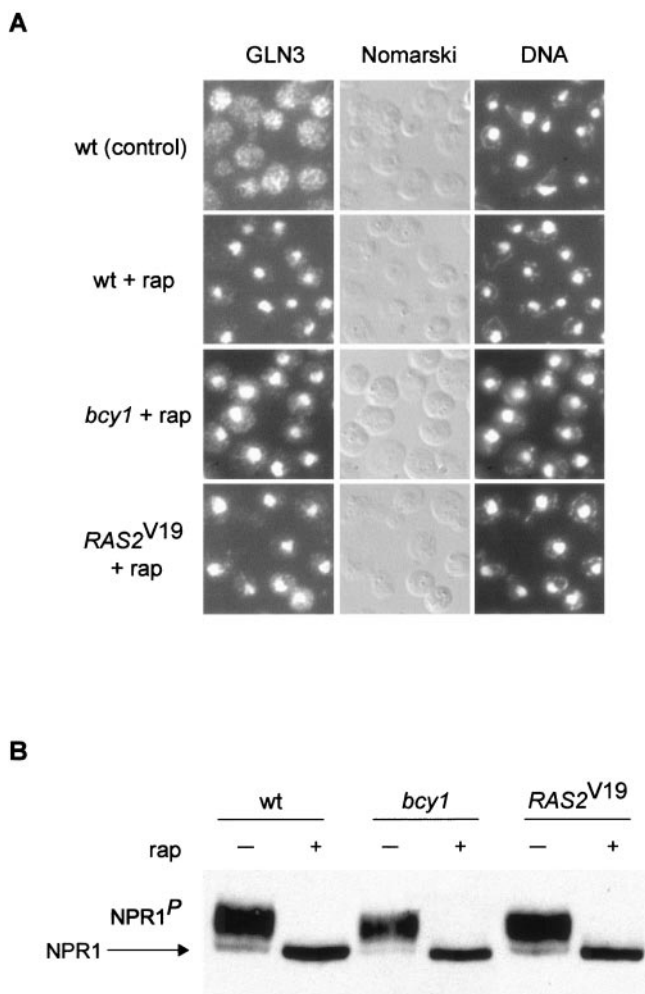 A
GLN3 Nomarski DNA
wt (control)
wt + rap
bcy1 + rap
RAS2V19
+ rap
B
wt bcy1 RAS2V19
rap — + — + — +
NPR1P
NPR1